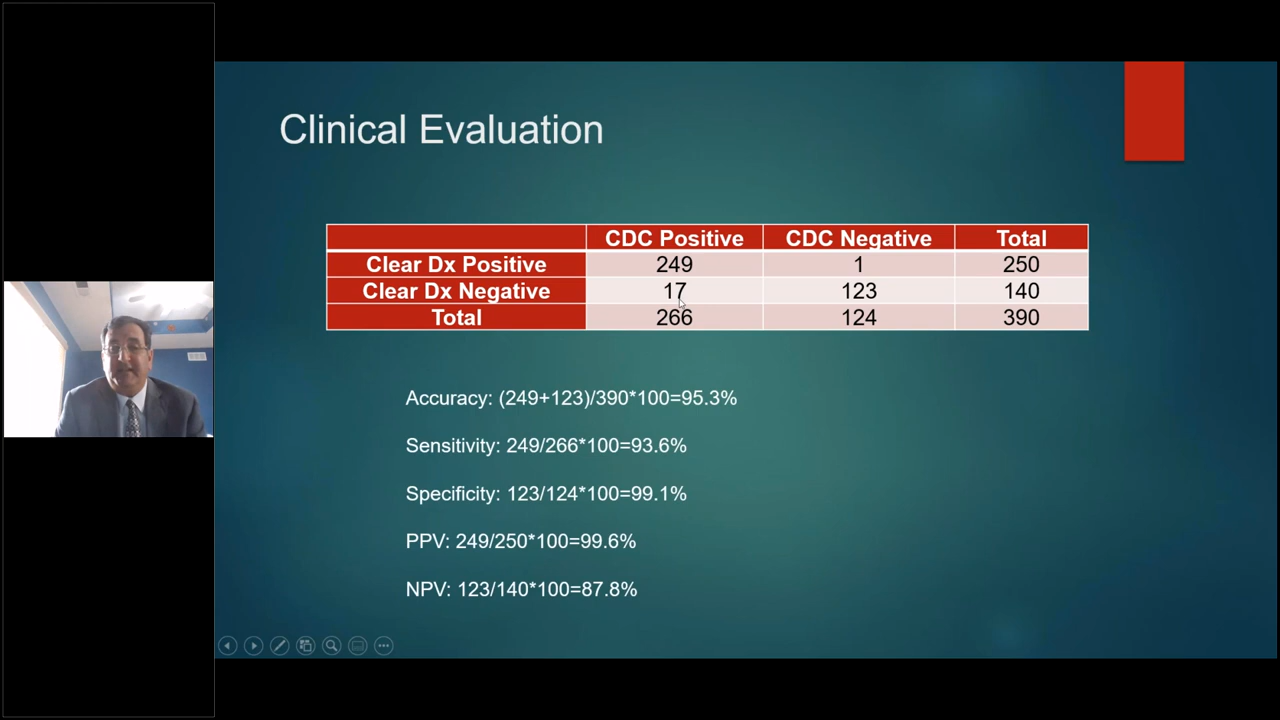 Clinical Evaluation
CDC Positive CDC Negative Total
Clear Dx Positive 249 1 250
Clear Dx Negative 17 123 140
Total 266 124 390
Accuracy: (249+123)/390*100=95.3%
Sensitivity: 249/266*100=93.6%
Specificity: 123/124*100=99.1%
PPV: 249/250*100=99.6%
NPV: 123/140*100=87.8%